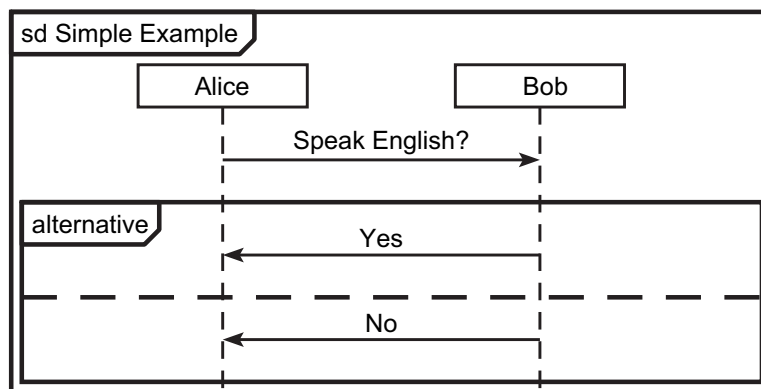 sd Simple Example
Alice
Bob
Speak English?
alternative
Yes
No